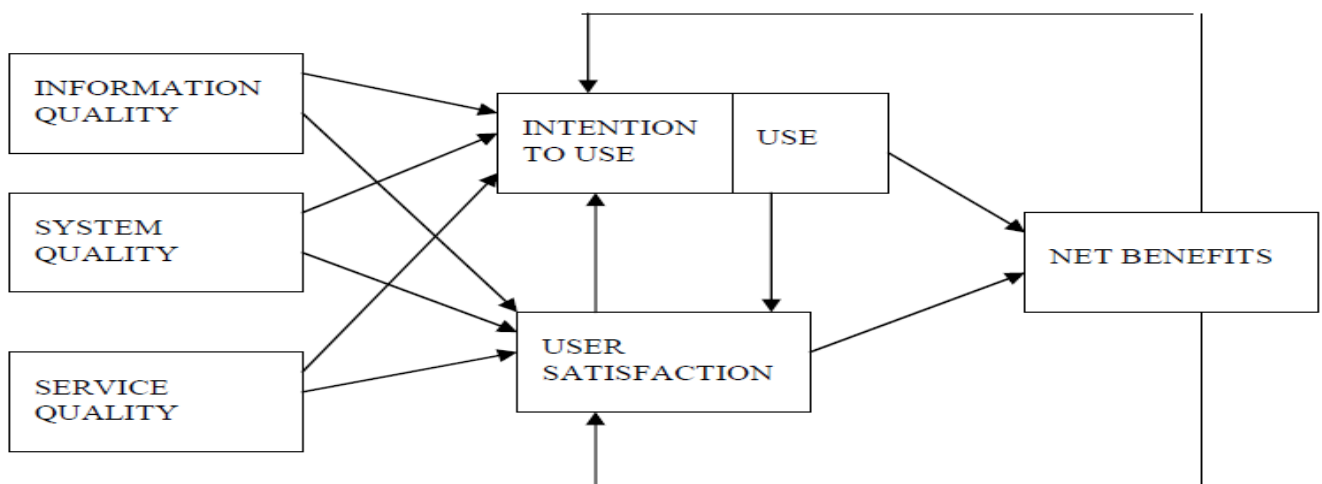 INFORMATION
QUALITY
INTENTION
TO USE
USE
SYSTEM
QUALITY
NET BENEFITS
USER
SATISFACTION
SERVICE
QUALITY